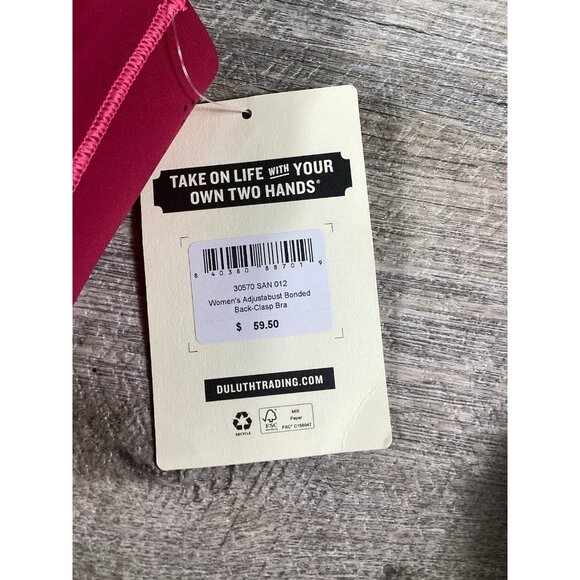 TAKE ON LIFE WITH YOUR
OWN TWO HANDS®
8 40380 88701 9
30570 SAN 012
Women's Adjustabust Bonded
Back-Clasp Bra
$ 59.50
DULUTHTRADING.COM
RECYCLE
FSC
MIX
Paper
FSC® C156047